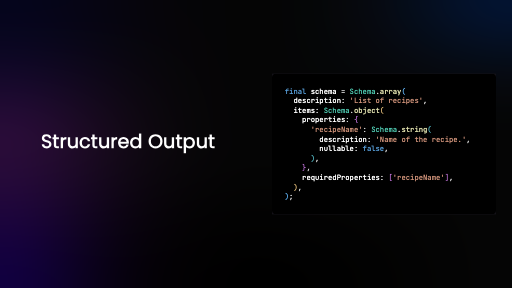 Structured Output
final schema = Schema.array(
  description: 'List of recipes',
  items: Schema.object(
    properties: {
      'recipeName': Schema.string(
        description: 'Name of the recipe.',
        nullable: false,
      ),
    },
    requiredProperties: ['recipeName'],
  ),
);